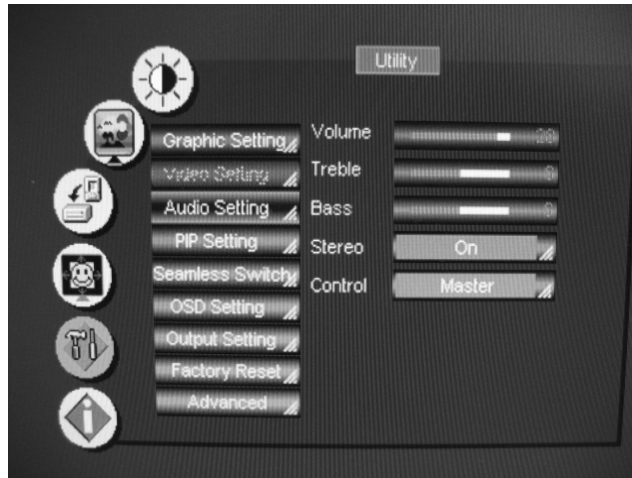 Utility
Graphic Setting
Video Setting
Audio Setting
PIP Setting
Seamless Switch
OSD Setting
Output Setting
Factory Reset
Advanced
Volume
Treble
Bass
Stereo On
Control Master